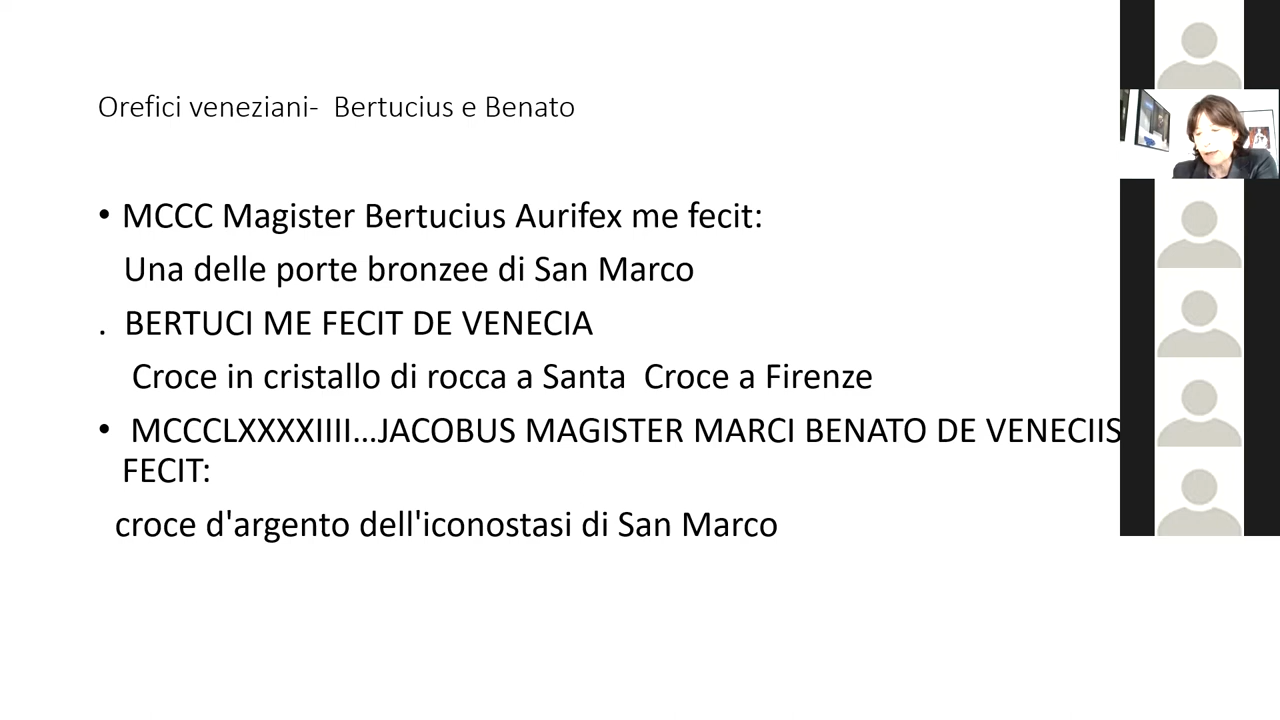 Orefici veneziani- Bertucius e Benato
• MCCC Magister Bertucius Aurifex me fecit:
Una delle porte bronzee di San Marco
. BERTUCI ME FECIT DE VENECIA
Croce in cristallo di rocca a Santa Croce a Firenze
• MCCCLXXXXIIII...JACOBUS MAGISTER MARCI BENATO DE VENECIIS
FECIT:
croce d'argento dell'iconostasi di San Marco